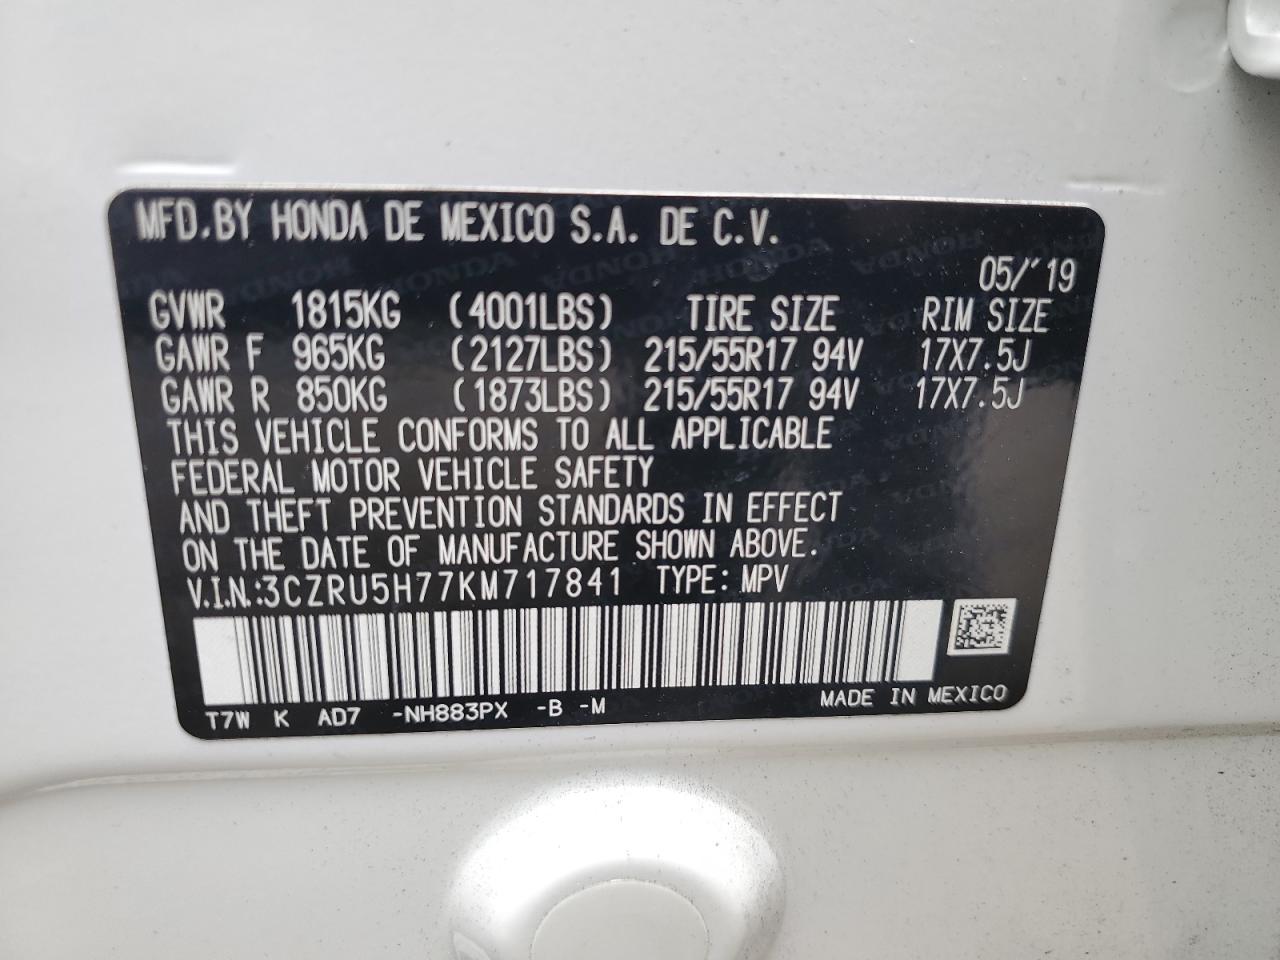 MFD. BY HONDA DE MEXICO S.A. DE C.V.
05/'19
GVWR 1815KG (4001LBS) TIRE SIZE RIM SIZE
GAWR F 965KG (2127LBS) 215/55R17 94V 17X7.5J
GAWR R 850KG (1873LBS) 215/55R17 94V 17X7.5J
THIS VEHICLE CONFORMS TO ALL APPLICABLE
FEDERAL MOTOR VEHICLE SAFETY
AND THEFT PREVENTION STANDARDS IN EFFECT
ON THE DATE OF MANUFACTURE SHOWN ABOVE.
V.I.N.:3CZRU5H77KM717841 TYPE: MPV
T7W K AD7 -NH883PX -B -M MADE IN MEXICO